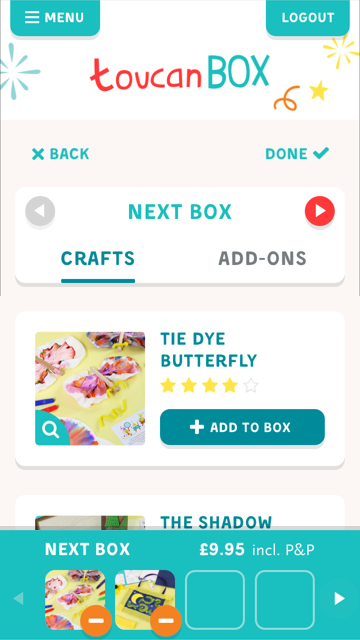 MENU
LOGOUT
toucanBOX
BACK
DONE
NEXT BOX
CRAFTS
ADD-ONS
TIE DYE
BUTTERFLY
ADD TO BOX
THE SHADOW
NEXT BOX
£9.95 incl. P&P